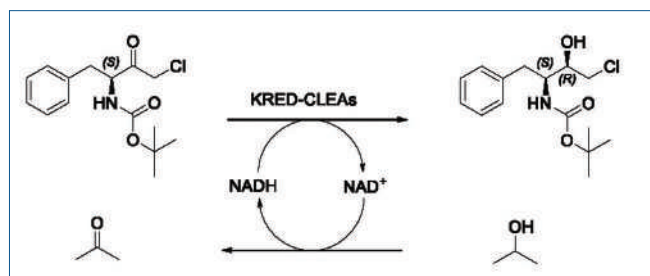 (S) O Cl
HN O
O
(S) OH
(R) Cl
HN O
O
KRED-CLEAs
NADH NAD+
O
OH